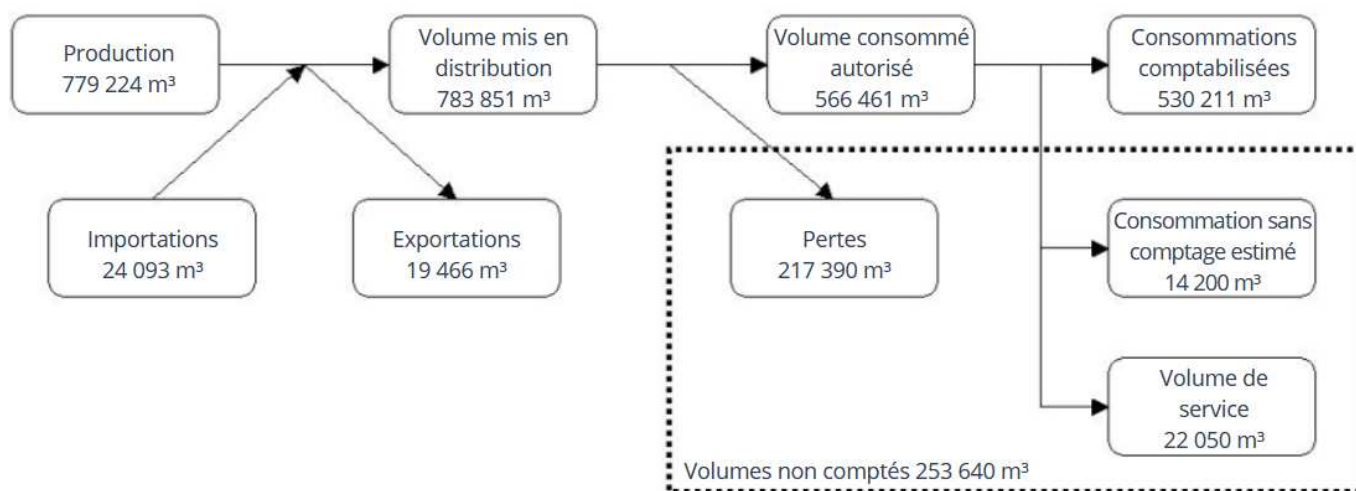 Production
779 224 m³
Volume mis en
distribution
783 851 m³
Volume consommé
autorisé
566 461 m³
Consommations
comptabilisées
530 211 m³
Importations
24 093 m³
Exportations
19 466 m³
Pertes
217 390 m³
Consommation sans
comptage estimé
14 200 m³
Volume de
service
22 050 m³
Volumes non comptés 253 640 m³